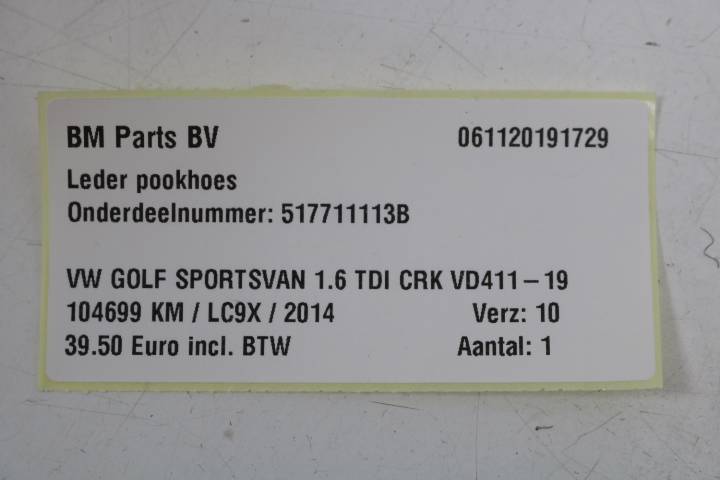 BM Parts BV 061120191729
Leder pookhoes
Onderdeelnummer: 517711113B
VW GOLF SPORTSVAN 1.6 TDI CRK VD411-19
104699 KM / LC9X / 2014 Verz: 10
39.50 Euro incl. BTW Aantal: 1